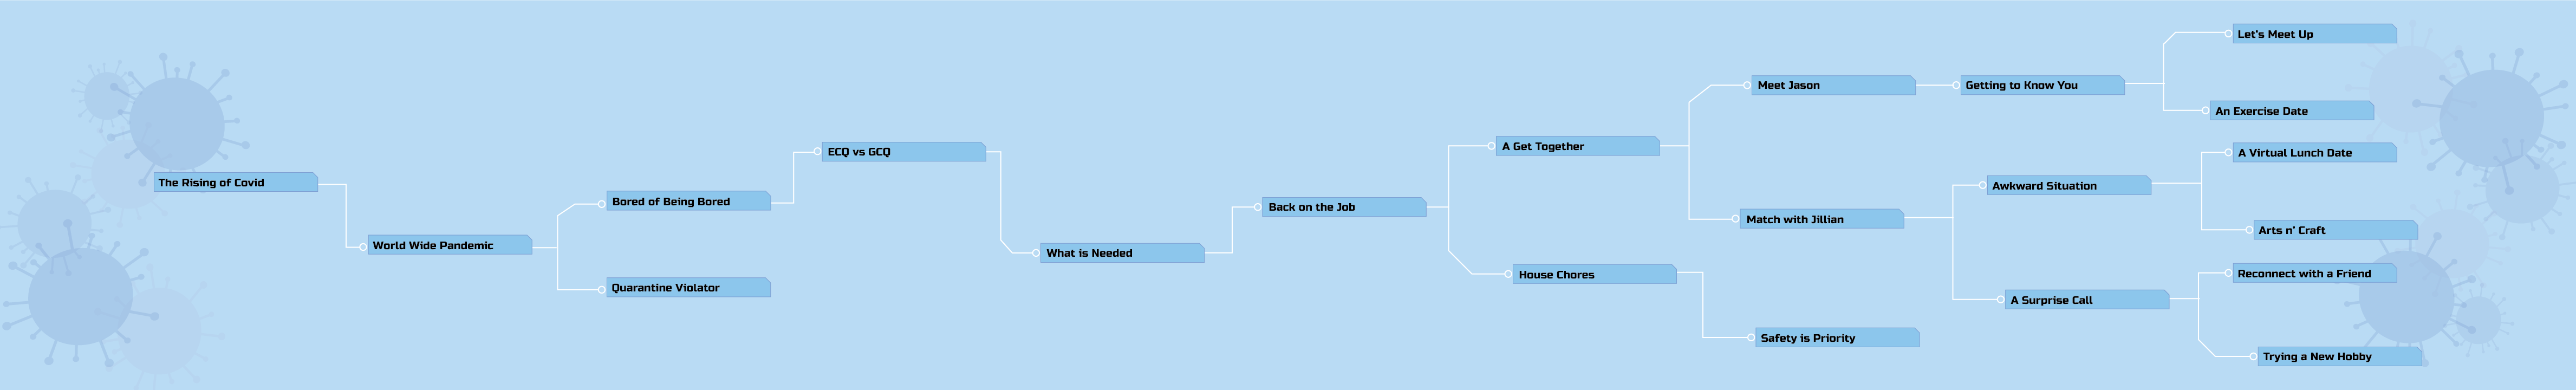 The Rising of Covid
World Wide Pandemic
Bored of Being Bored
Quarantine Violator
ECQ vs GCQ
What is Needed
Back on the Job
A Get Together
House Chores
Meet Jason
Match with Jillian
Safety is Priority
Getting to Know You
Awkward Situation
A Surprise Call
Let's Meet Up
An Exercise Date
A Virtual Lunch Date
Arts n' Craft
Reconnect with a Friend
Trying a New Hobby